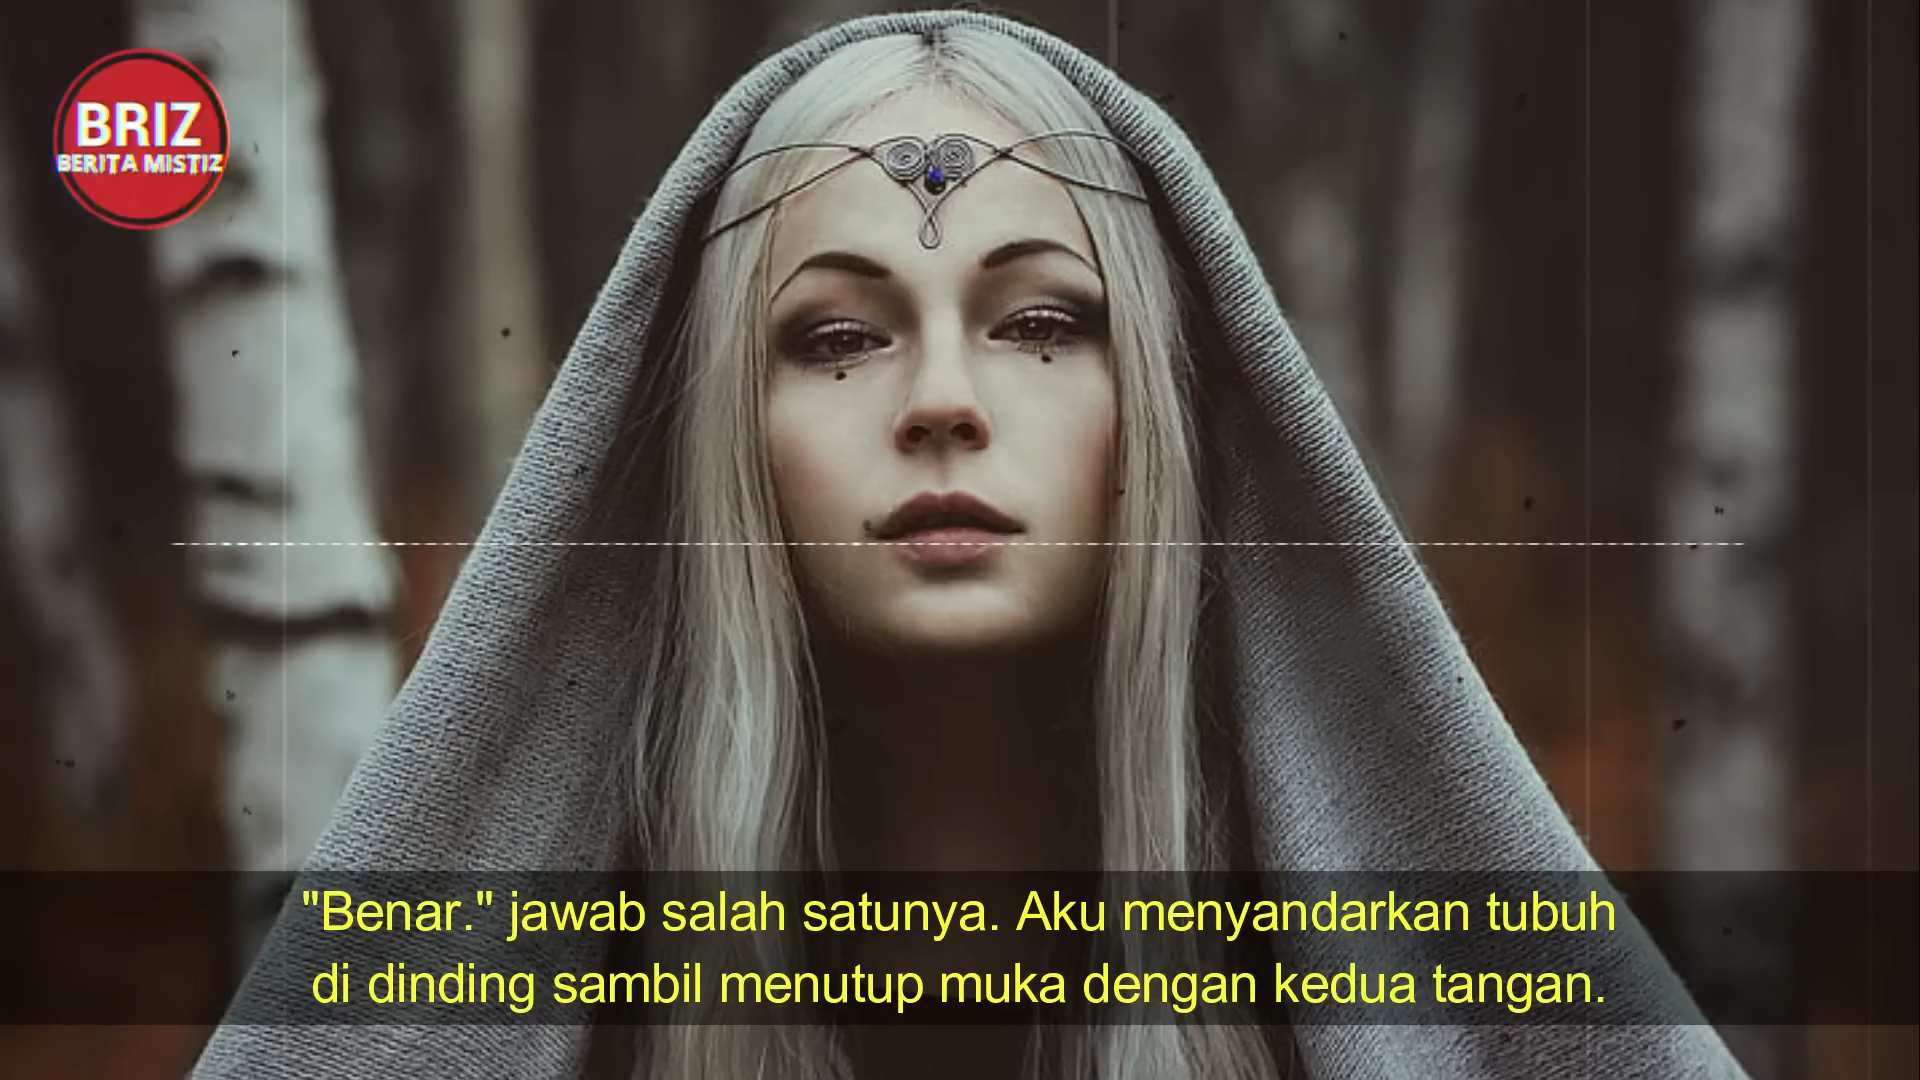 BRIZ
BERITA MISTIZ
"Benar." jawab salah satunya. Aku menyandarkan tubuh
di dinding sambil menutup muka dengan kedua tangan.